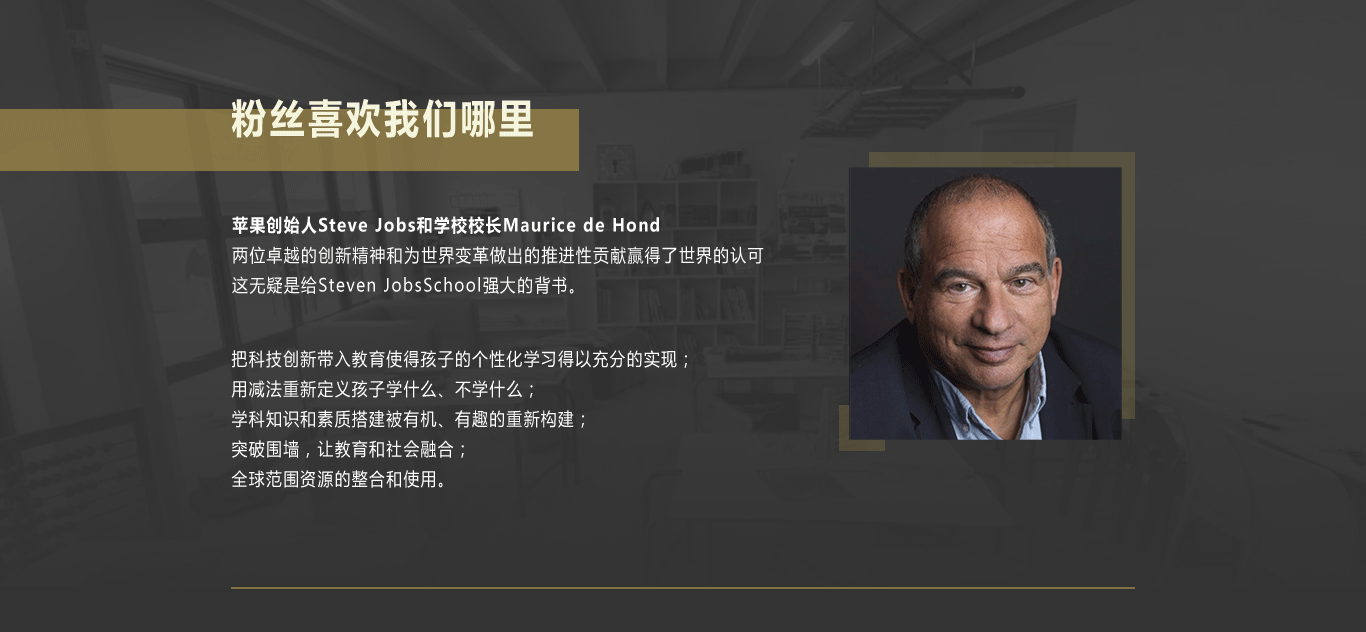 粉丝喜欢我们哪里
苹果创始人Steve Jobs和学校校长Maurice de Hond
两位卓越的创新精神和为世界变革做出的推进性贡献赢得了世界的认可
这无疑是给Steven JobsSchool强大的背书。
把科技创新带入教育使得孩子的个性化学习得以充分的实现；
用减法重新定义孩子学什么、不学什么；
学科知识和素质搭建被有机、有趣的重新构建；
突破围墙，让教育和社会融合；
全球范围资源的整合和使用。